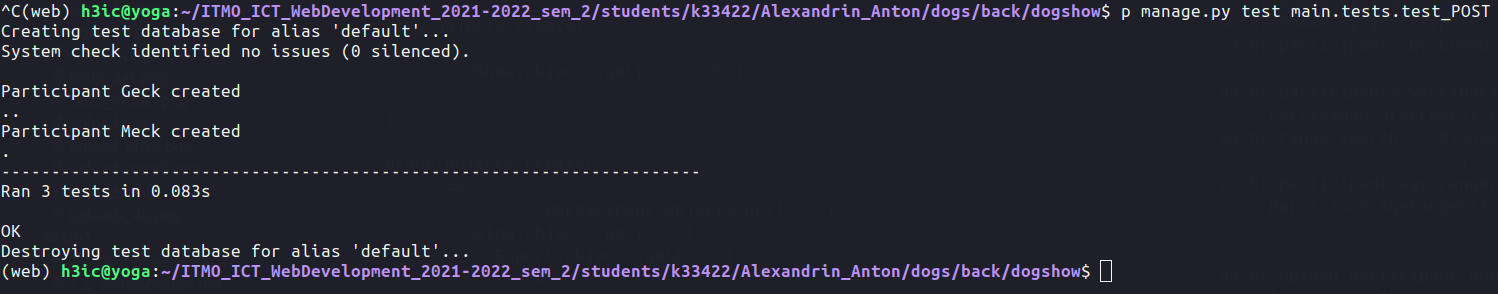 ^C(web) h3ic@yoga:~/ITMO_ICT_WebDevelopment_2021-2022_sem_2/students/k33422/Alexandrin_Anton/dogs/back/dogshow$ p manage.py test main.tests.test_POST
Creating test database for alias 'default'...
System check identified no issues (0 silenced).
Participant Geck created
..
Participant Meck created
.
----------------------------------------------------------------------
Ran 3 tests in 0.083s
OK
Destroying test database for alias 'default'...
(web) h3ic@yoga:~/ITMO_ICT_WebDevelopment_2021-2022_sem_2/students/k33422/Alexandrin_Anton/dogs/back/dogshow$